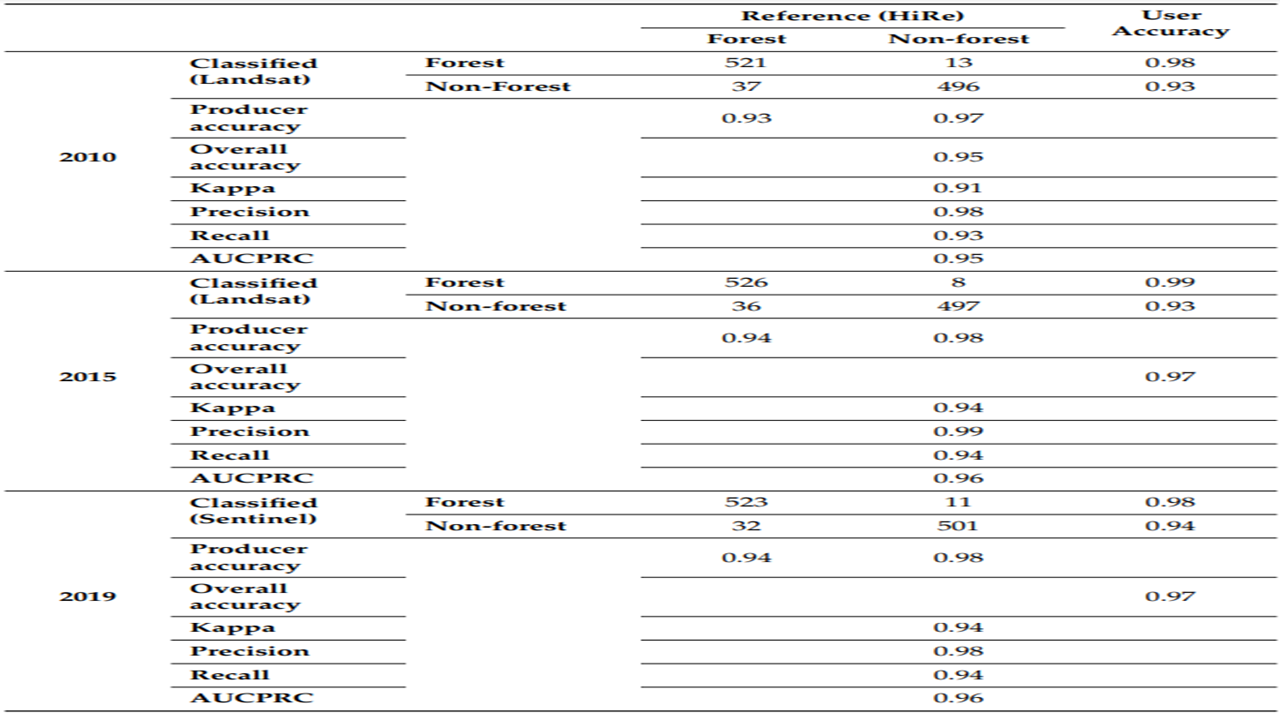 Reference (HiRe) User Accuracy
Forest Non-forest
Classified (Landsat) Forest 521 13 0.98
Non-Forest 37 496 0.93
Producer accuracy 0.93 0.97
2010 Overall accuracy 0.95
Kappa 0.91
Precision 0.98
Recall 0.93
AUCPRC 0.95
Classified (Landsat) Forest 526 8 0.99
Non-forest 36 497 0.93
Producer accuracy 0.94 0.98
2015 Overall accuracy 0.97
Kappa 0.94
Precision 0.99
Recall 0.94
AUCPRC 0.96
Classified (Sentinel) Forest 523 11 0.98
Non-forest 32 501 0.94
Producer accuracy 0.94 0.98
2019 Overall accuracy 0.97
Kappa 0.94
Precision 0.98
Recall 0.94
AUCPRC 0.96